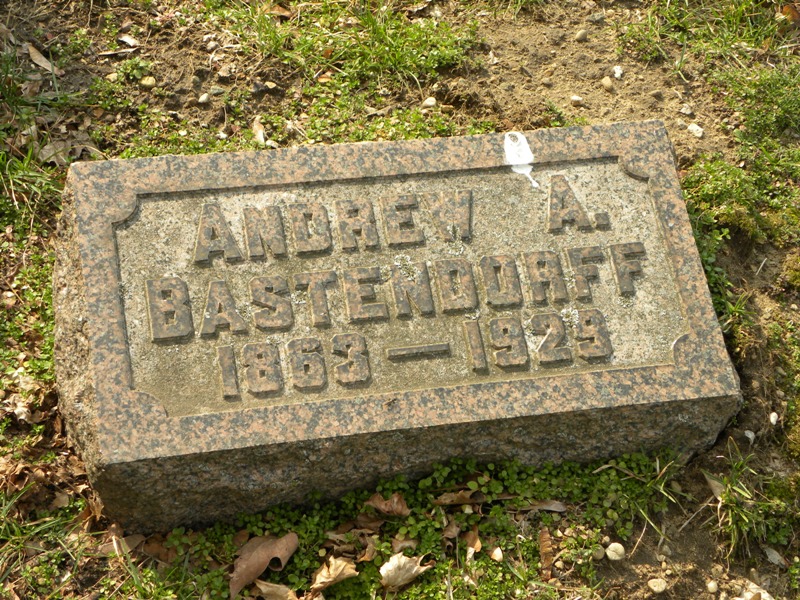 ANDREW A.
BASTENDORFF
1863 — 1929